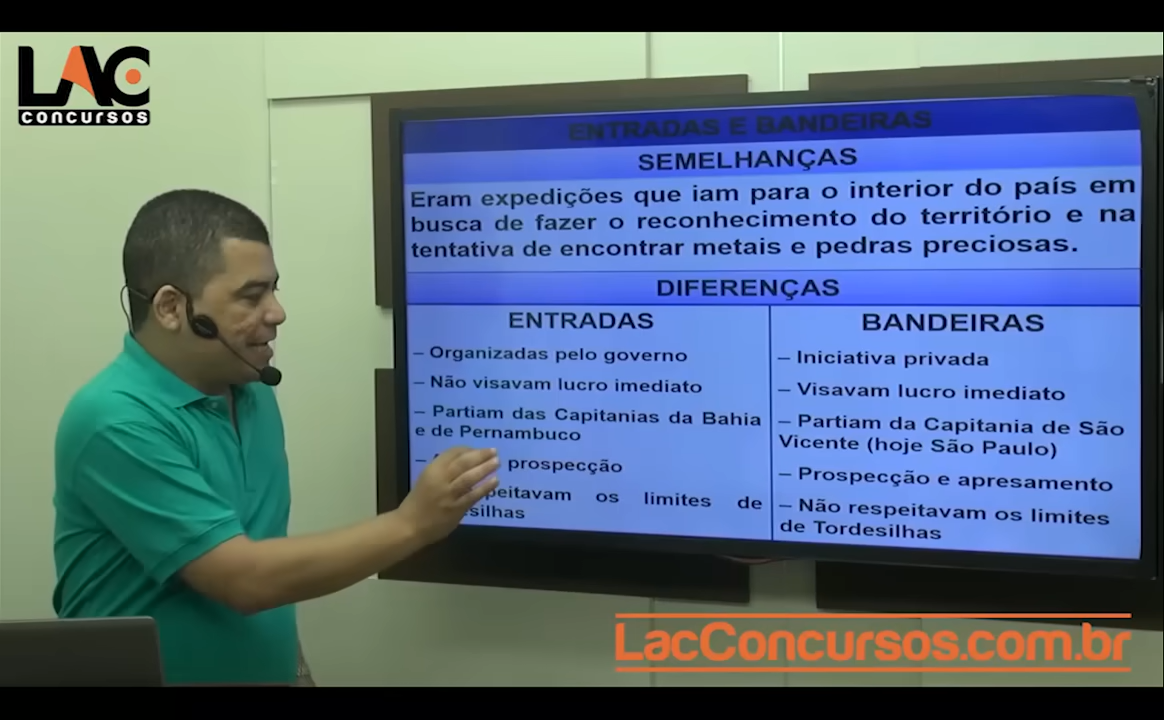 LAC
concursos
ENTRADAS E BANDEIRAS
SEMELHANÇAS
Eram expedições que iam para o interior do país em
busca de fazer o reconhecimento do território e na
tentativa de encontrar metais e pedras preciosas.
DIFERENÇAS
ENTRADAS
– Organizadas pelo governo
– Não visavam lucro imediato
– Partiam das Capitanias da Bahia
e de Pernambuco
– prospecção
os limites de
BANDEIRAS
– Iniciativa privada
– Visavam lucro imediato
– Partiam da Capitania de São
Vicente (hoje São Paulo)
– Prospecção e apresamento
– Não respeitavam os limites
de Tordesilhas
LacConcursos.com.br